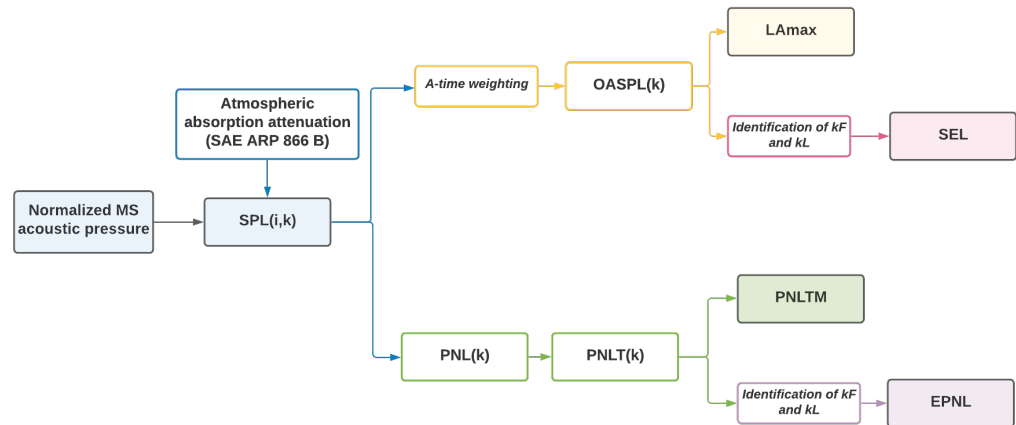 LAmax
A-time weighting
OASPL(k)
Atmospheric
absorption attenuation
(SAE ARP 866 B)
Identification of kF
and kL
SEL
Normalized MS
acoustic pressure
SPL(i,k)
PNLTM
PNL(k)
PNLT(k)
Identification of kF
and kL
EPNL